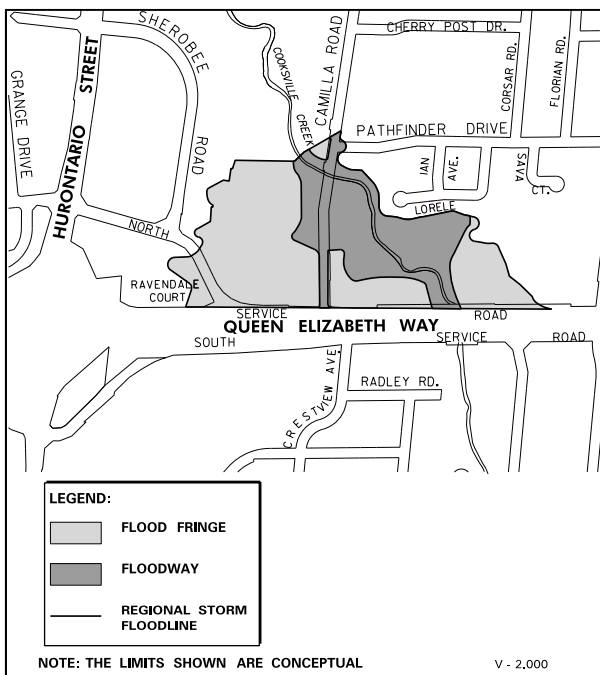 CHERRY POST DR.
SHEROBEE
ROAD
COOKSVILLE
CREEK
CAMILLA ROAD
CORSAR RD.
FLORIAN RD.
GRANGE DRIVE
HURONTARIO STREET
PATHFINDER DRIVE
IAN
AVE.
SAVA
CT.
LORELE
NORTH
RAVENDALE
COURT
SERVICE
ROAD
QUEEN ELIZABETH WAY
SOUTH
SERVICE
ROAD
CRESTVIEW AVE.
RADLEY RD.
LEGEND:
FLOOD FRINGE
FLOODWAY
REGIONAL STORM
FLOODLINE
NOTE: THE LIMITS SHOWN ARE CONCEPTUAL
V - 2,000